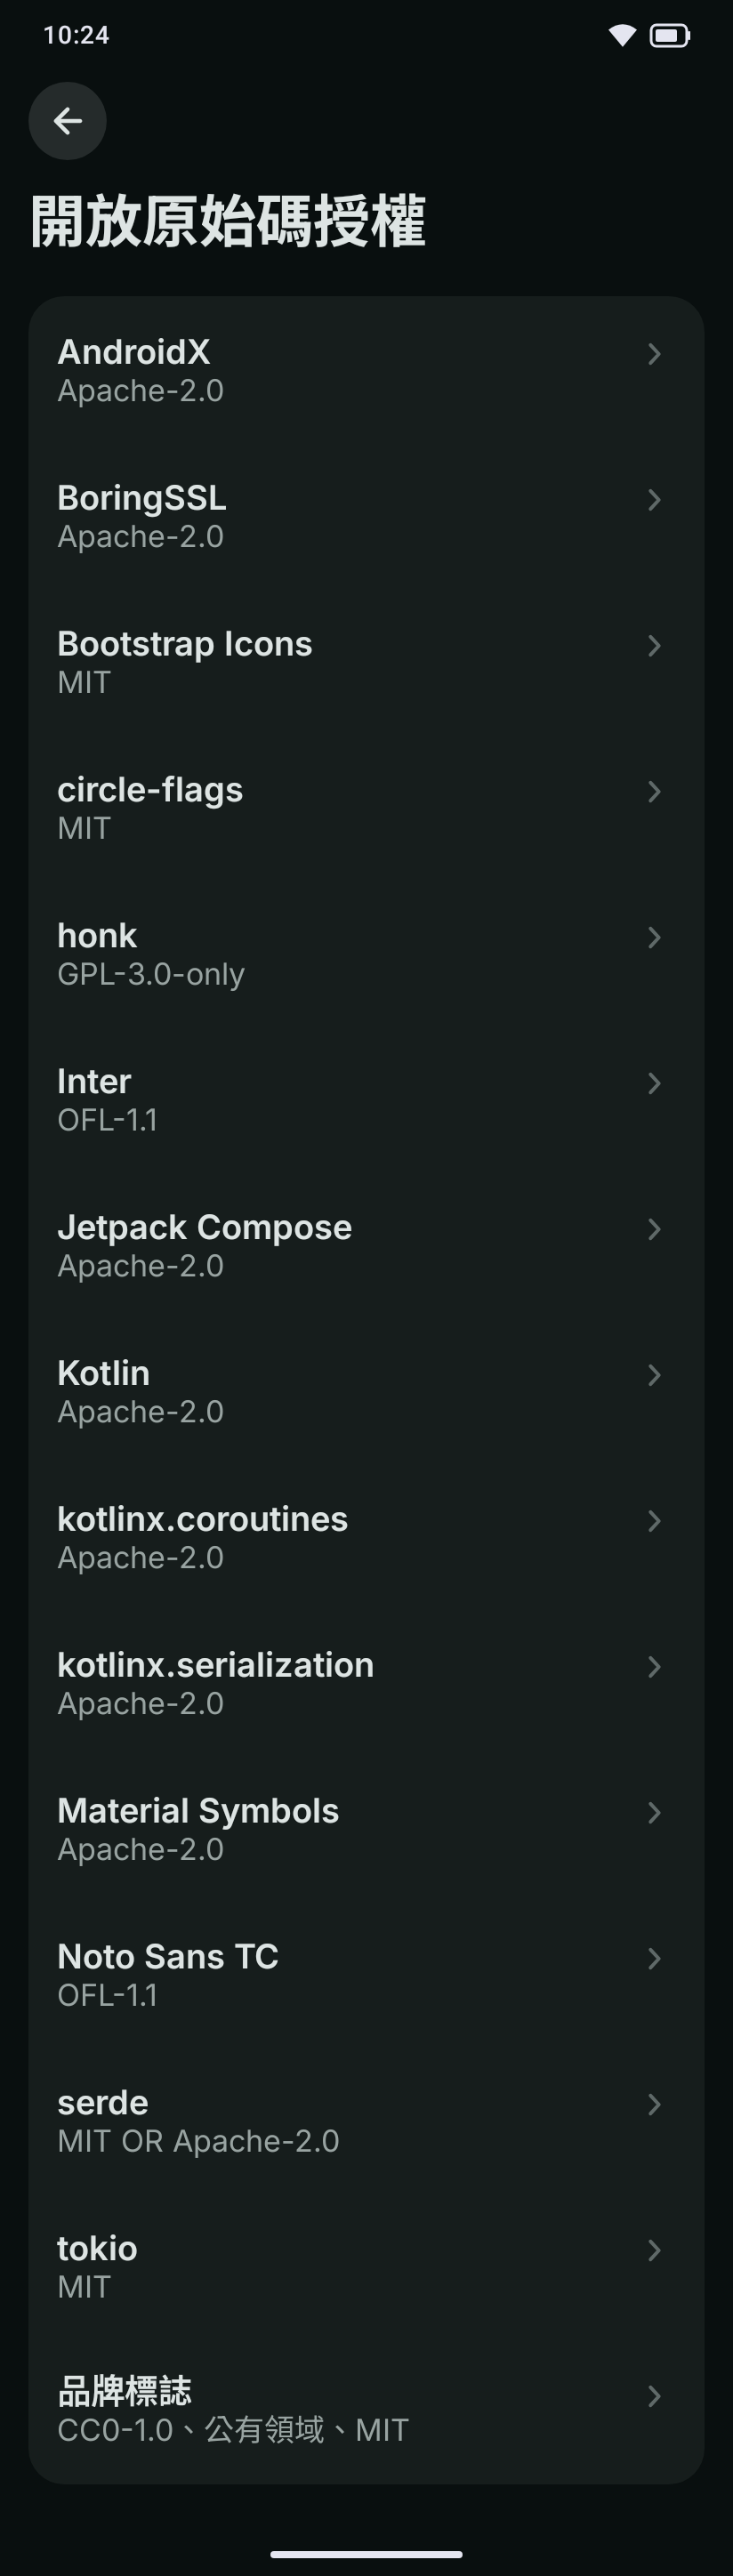 10:24
開放原始碼授權
AndroidX
Apache-2.0
BoringSSL
Apache-2.0
Bootstrap Icons
MIT
circle-flags
MIT
honk
GPL-3.0-only
Inter
OFL-1.1
Jetpack Compose
Apache-2.0
Kotlin
Apache-2.0
kotlinx.coroutines
Apache-2.0
kotlinx.serialization
Apache-2.0
Material Symbols
Apache-2.0
Noto Sans TC
OFL-1.1
serde
MIT OR Apache-2.0
tokio
MIT
品牌標誌
CC0-1.0、公有領域、MIT